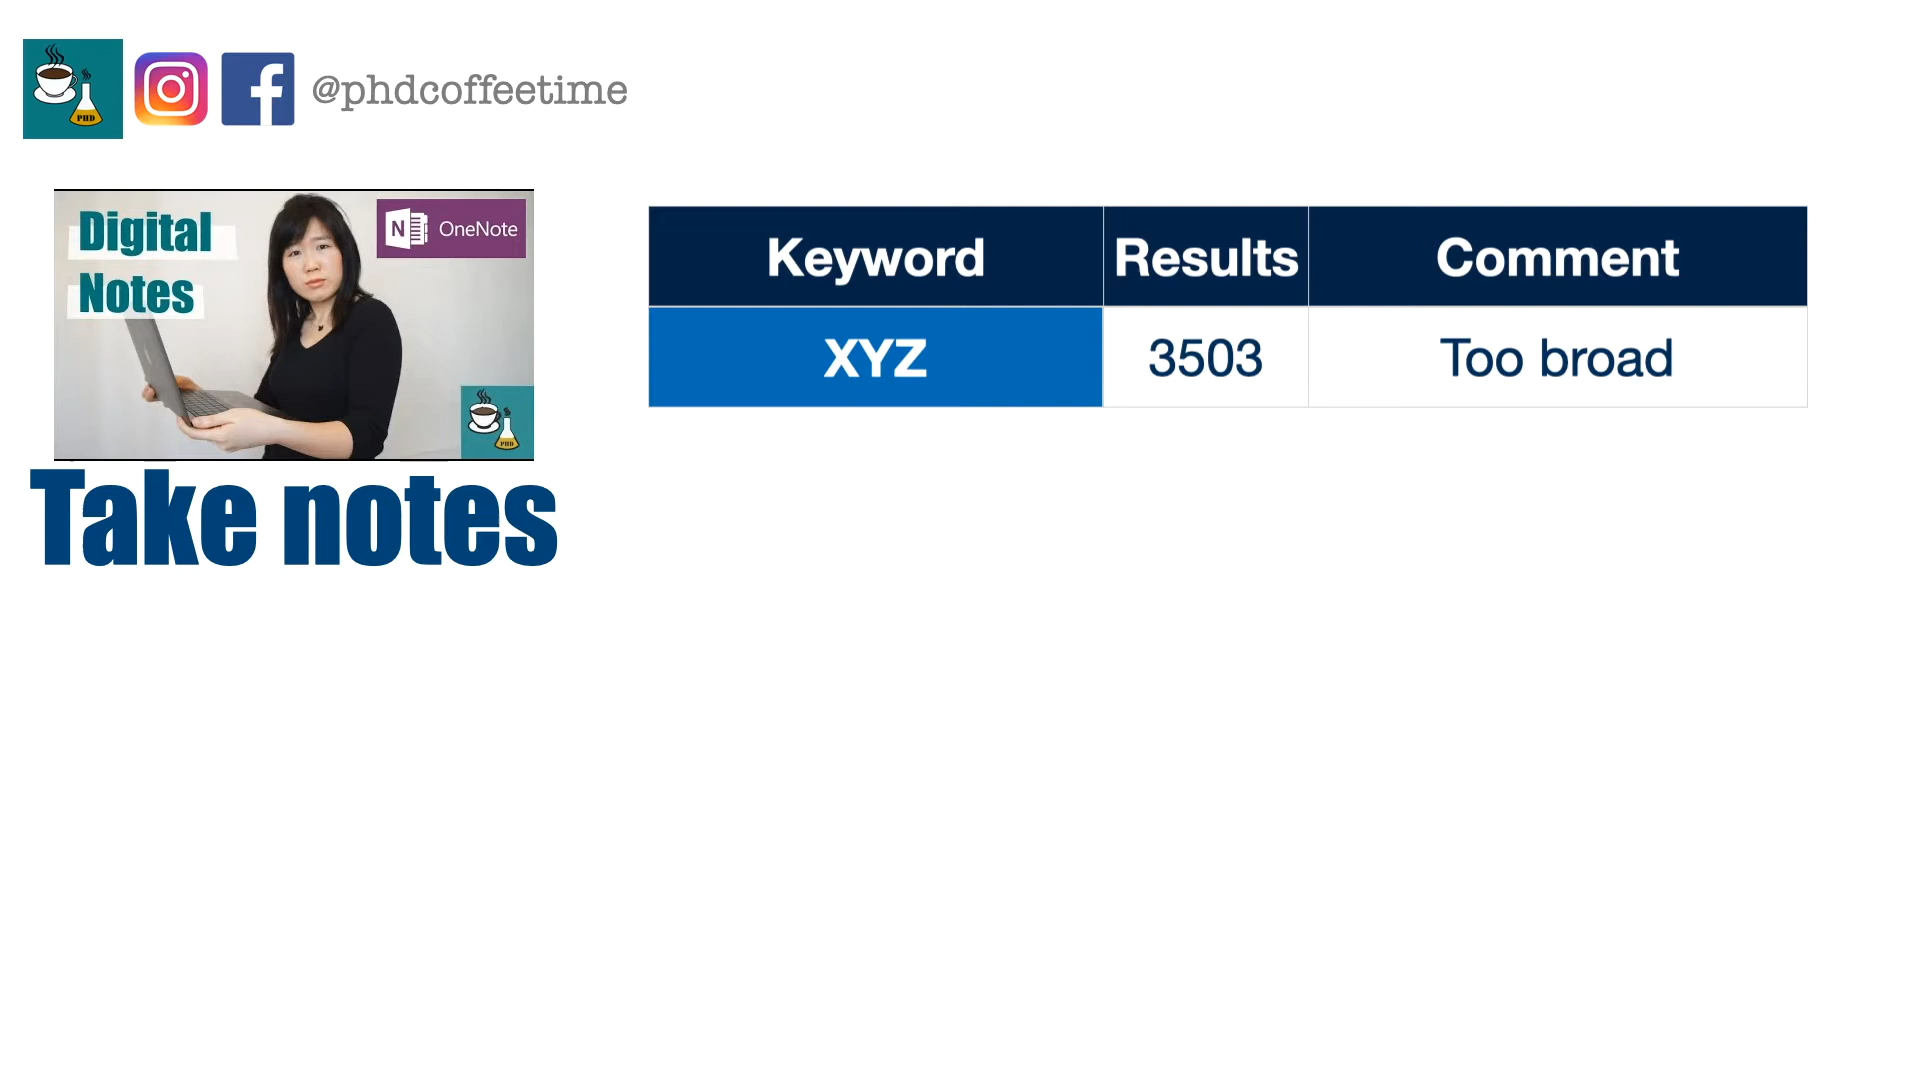 PHD
@phdcoffeetime
Digital
Notes
N OneNote
PHD
Take notes
Keyword Results Comment
XYZ 3503 Too broad